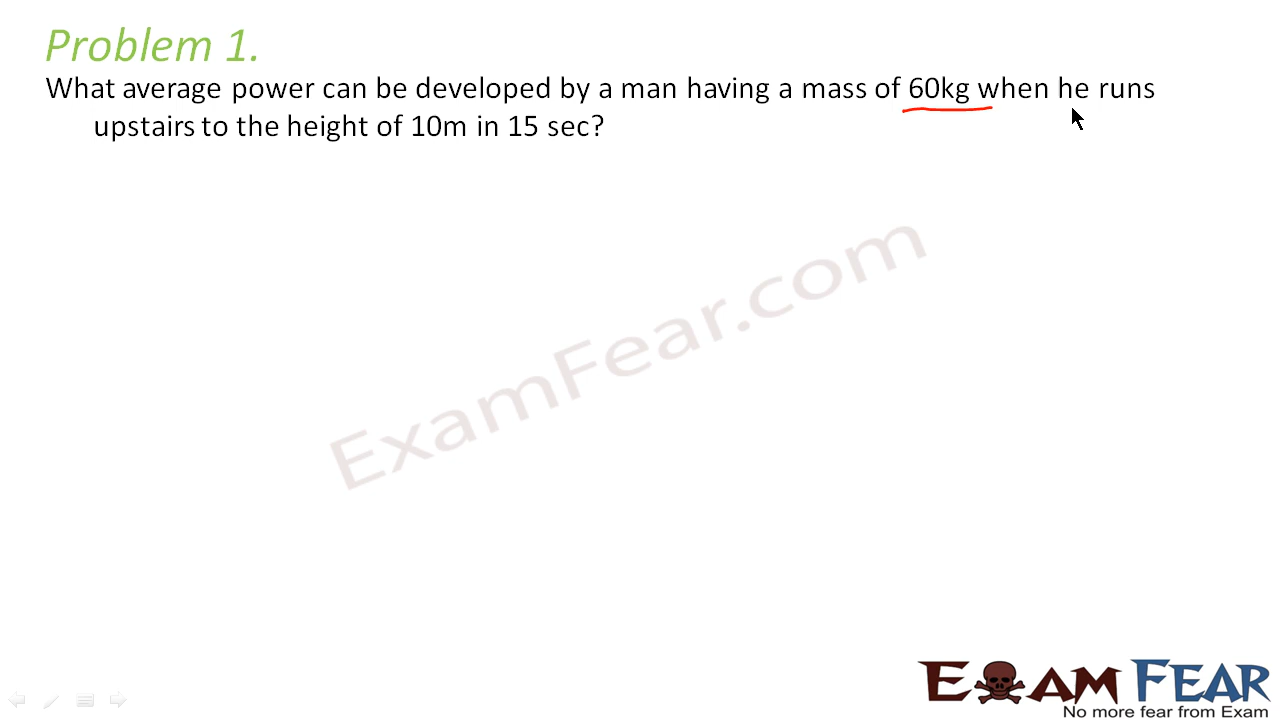 Problem 1.
What average power can be developed by a man having a mass of 60kg when he runs
upstairs to the height of 10m in 15 sec?
ExamFear.com
EXAM FEAR
No more fear from Exam